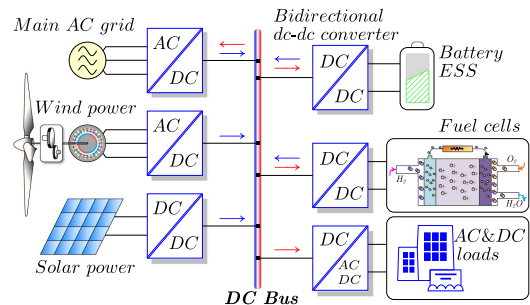 Main AC grid
AC
DC
Bidirectional
dc-dc converter
DC
DC
Battery
ESS
Wind power
AC
DC
Fuel cells
DC
DC
O₂
H₂
H₂O
DC
DC
Solar power
DC
AC
DC
AC&DC
loads
DC Bus